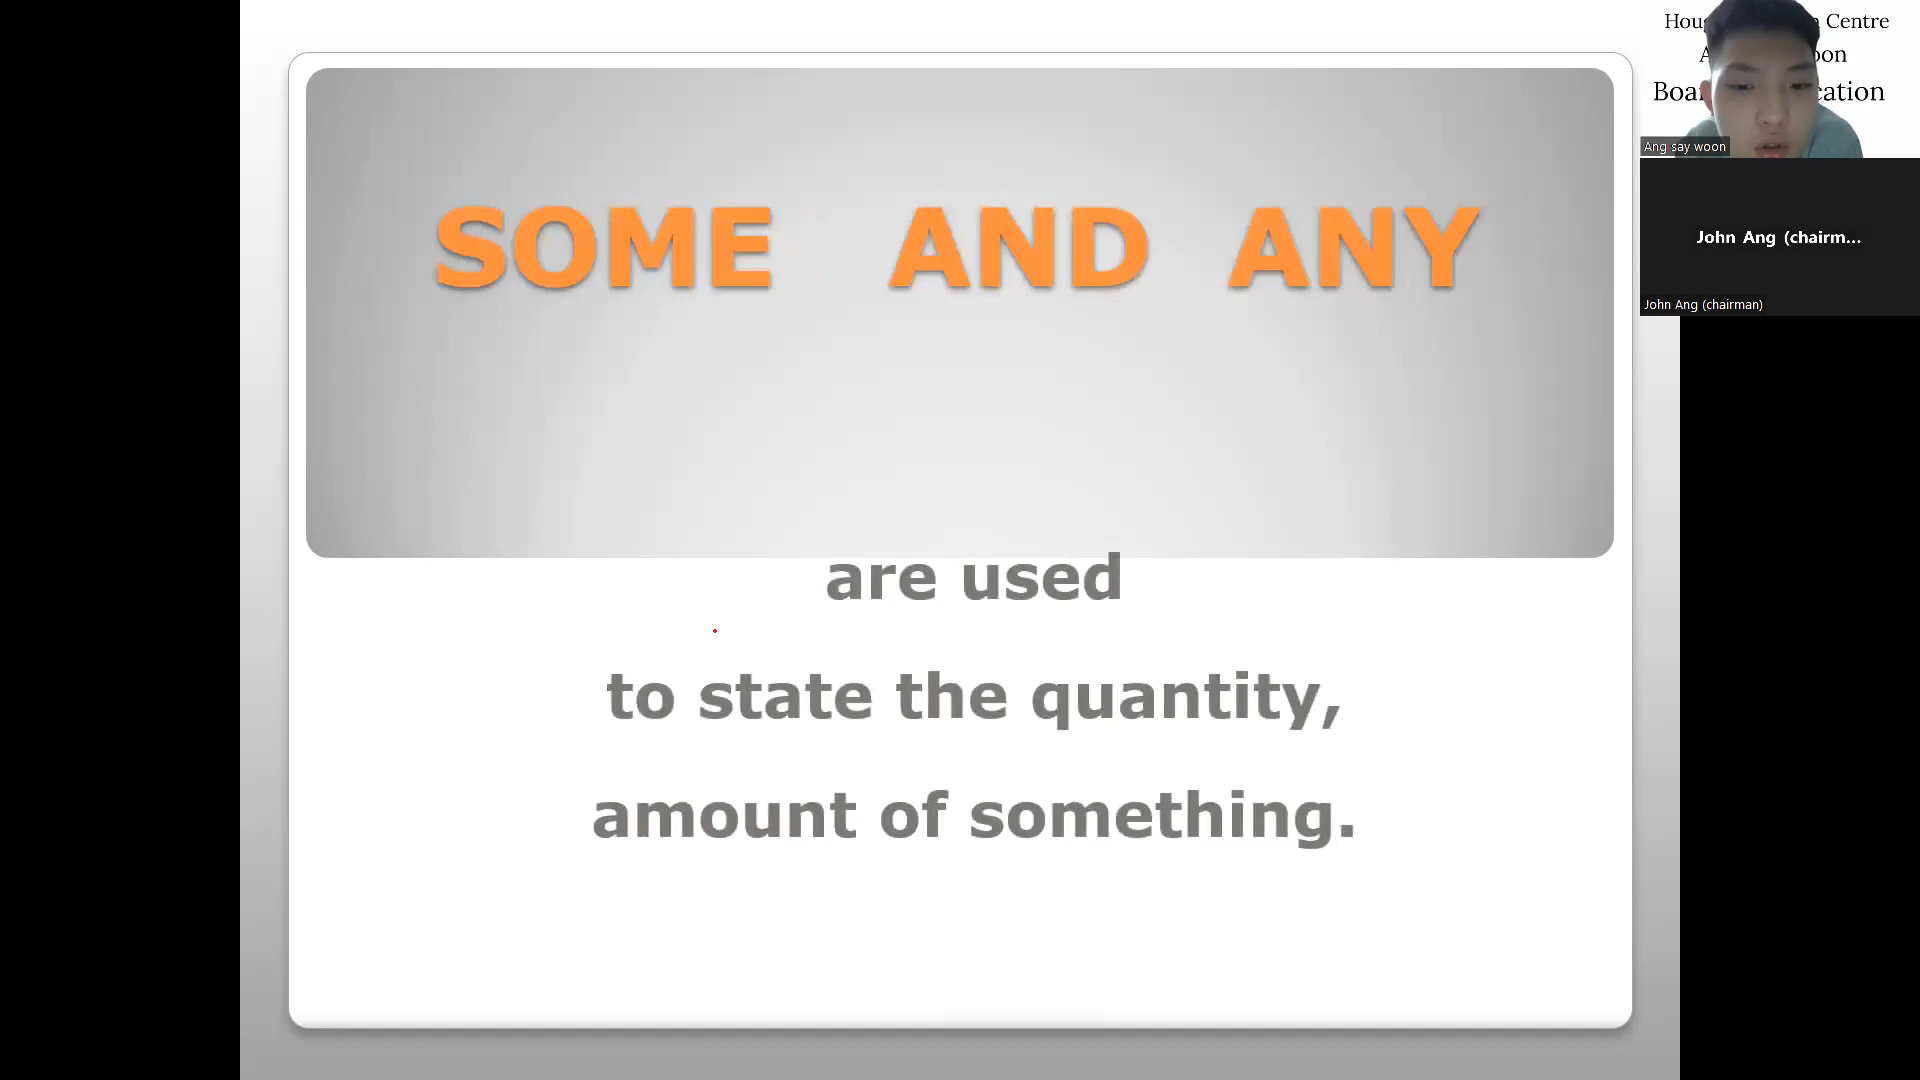 SOME AND ANY
are used
to state the quantity,
amount of something.
Centre
Ang say woon
John Ang (chairm...
John Ang (chairman)